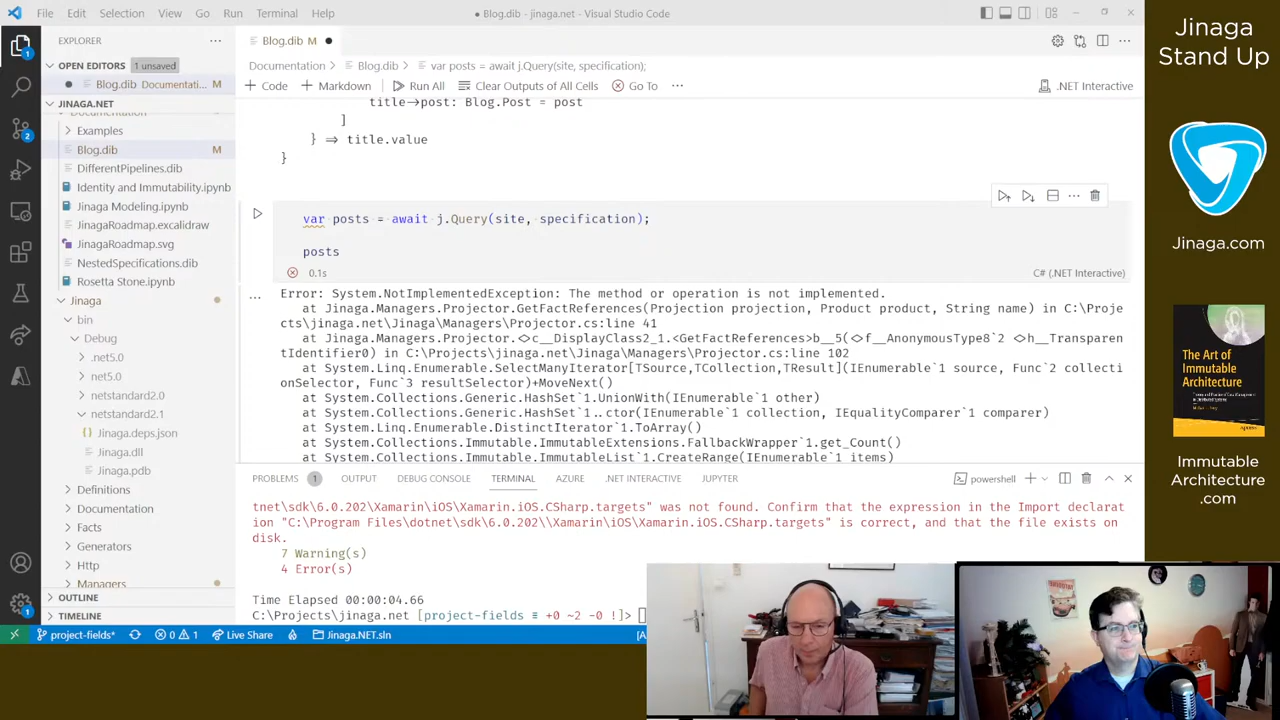 File Edit Selection View Go Run Terminal Help
● Blog.dib - jinaga.net - Visual Studio Code
EXPLORER
OPEN EDITORS 1 unsaved
Blog.dib Documentati... M
JINAGA.NET
Documentation
Examples
Blog.dib M
DifferentPipelines.dib
Identity and Immutability.ipynb
Jinaga Modeling.ipynb
JinagaRoadmap.excalidraw
JinagaRoadmap.svg
NestedSpecifications.dib
Rosetta Stone.ipynb
Jinaga
bin
Debug
.net5.0
net5.0
netstandard2.0
netstandard2.1
Jinaga.deps.json
Jinaga.dll
Jinaga.pdb
Definitions
Documentation
Facts
Generators
Http
Managers
OUTLINE
TIMELINE
Blog.dib M ●
Documentation > Blog.dib > var posts = await j.Query(site, specification);
+ Code + Markdown Run All Clear Outputs of All Cells Go To ··· .NET Interactive
title->post: Blog.Post = post
]
} => title.value
}
var posts = await j.Query(site, specification);
posts
0.1s C# (.NET Interactive)
Error: System.NotImplementedException: The method or operation is not implemented.
at Jinaga.Managers.Projector.GetFactReferences(Projection projection, Product product, String name) in C:\Proje
cts\jinaga.net\Jinaga\Managers\Projector.cs:line 41
at Jinaga.Managers.Projector.<>c__DisplayClass2_1.<GetFactReferences>b__5(<>f__AnonymousType8`2 <>h__Transparen
tIdentifier0) in C:\Projects\jinaga.net\Jinaga\Managers\Projector.cs:line 102
at System.Linq.Enumerable.SelectManyIterator[TSource,TCollection,TResult](IEnumerable`1 source, Func`2 collecti
onSelector, Func`3 resultSelector)+MoveNext()
at System.Collections.Generic.HashSet`1.UnionWith(IEnumerable`1 other)
at System.Collections.Generic.HashSet`1..ctor(IEnumerable`1 collection, IEqualityComparer`1 comparer)
at System.Linq.Enumerable.DistinctIterator`1.ToArray()
at System.Collections.Immutable.ImmutableExtensions.FallbackWrapper`1.get_Count()
at System.Collections.Immutable.ImmutableList`1.CreateRange(IEnumerable`1 items)
PROBLEMS 1 OUTPUT DEBUG CONSOLE TERMINAL AZURE .NET INTERACTIVE JUPYTER powershell
tnet\sdk\6.0.202\Xamarin\iOS\Xamarin.iOS.CSharp.targets" was not found. Confirm that the expression in the Import declarat
ion "C:\Program Files\dotnet\sdk\6.0.202\\Xamarin\iOS\Xamarin.iOS.CSharp.targets" is correct, and that the file exists on
disk.
7 Warning(s)
4 Error(s)
Time Elapsed 00:00:04.66
C:\Projects\jinaga.net [project-fields ≡ +0 ~2 -0 !]>
project-fields* 0 1 Live Share Jinaga.NET.sln
Jinaga
Stand Up
Jinaga.com
The Art of
Immutable
Architecture
Immutable
Architecture
.com